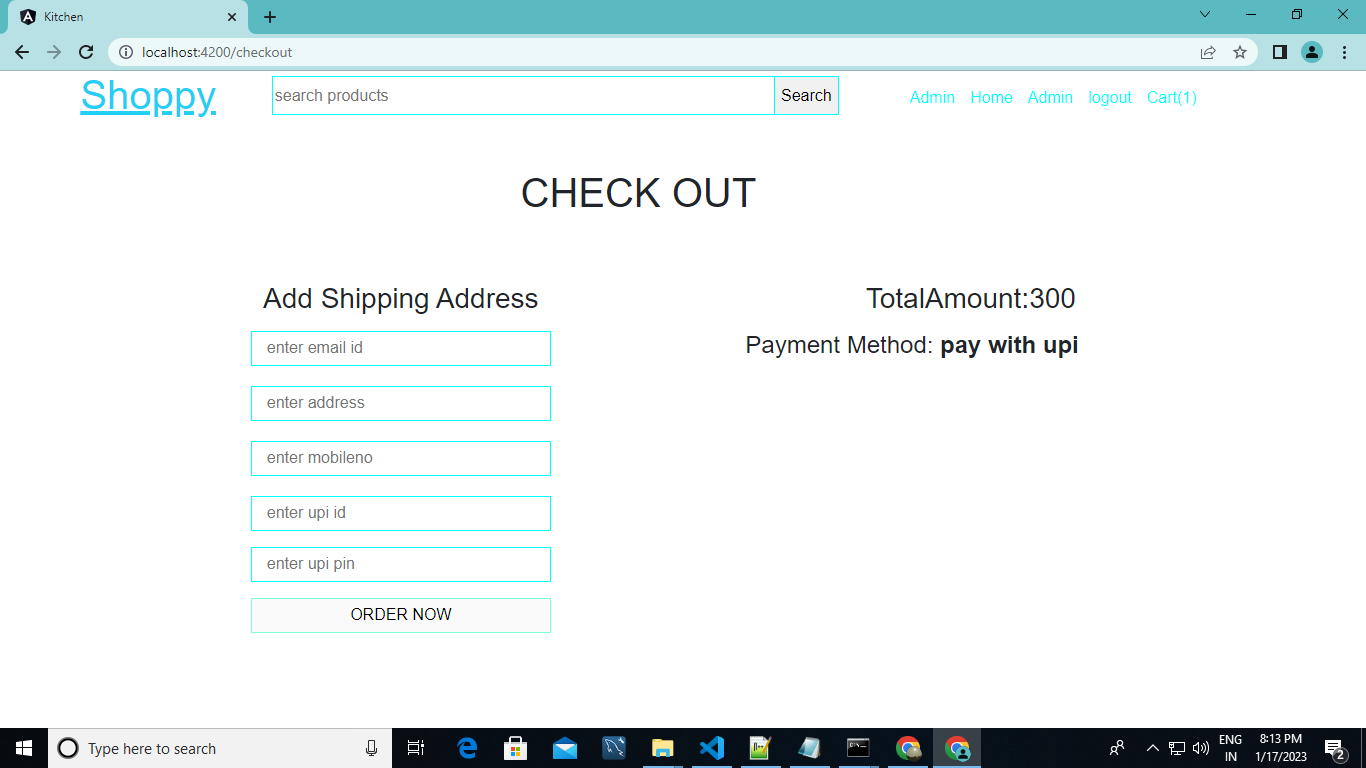 Kitchen
localhost:4200/checkout
Shoppy
search products
Search
Admin Home Admin logout Cart(1)
CHECK OUT
Add Shipping Address
TotalAmount:300
enter email id
Payment Method: pay with upi
enter address
enter mobileno
enter upi id
enter upi pin
ORDER NOW
Type here to search
ENG
IN
8:13 PM
1/17/2023
2